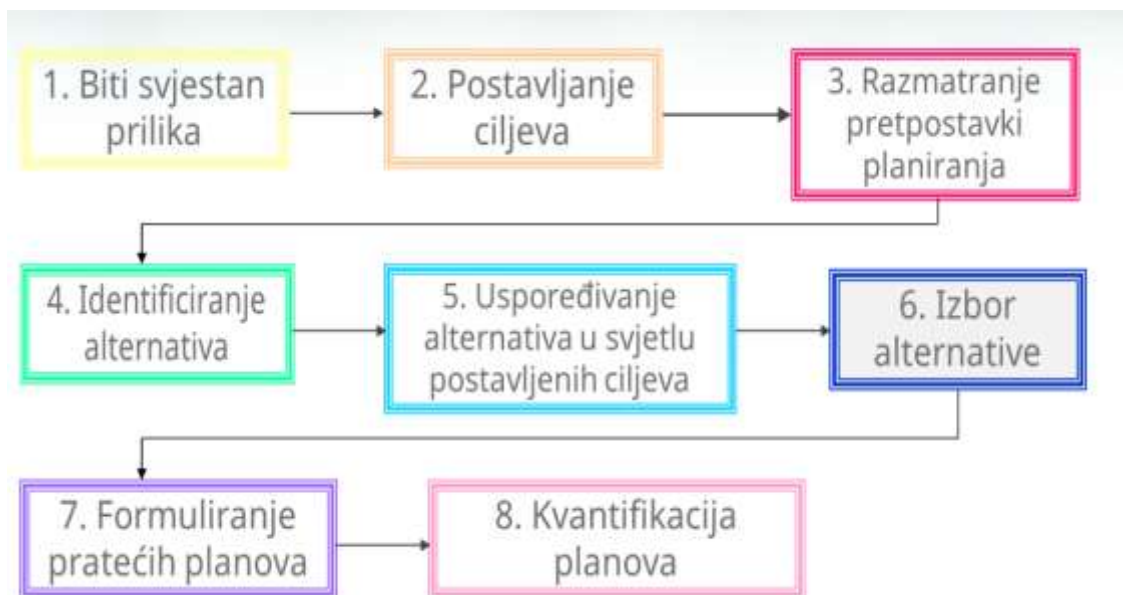 1. Biti svjestan
prilika
2. Postavljanje
ciljeva
3. Razmatranje
pretpostavki
planiranja
4. Identificiranje
alternativa
5. Uspoređivanje
alternativa u svjetlu
postavljenih ciljeva
6. Izbor
alternative
7. Formuliranje
pratećih planova
8. Kvantifikacija
planova